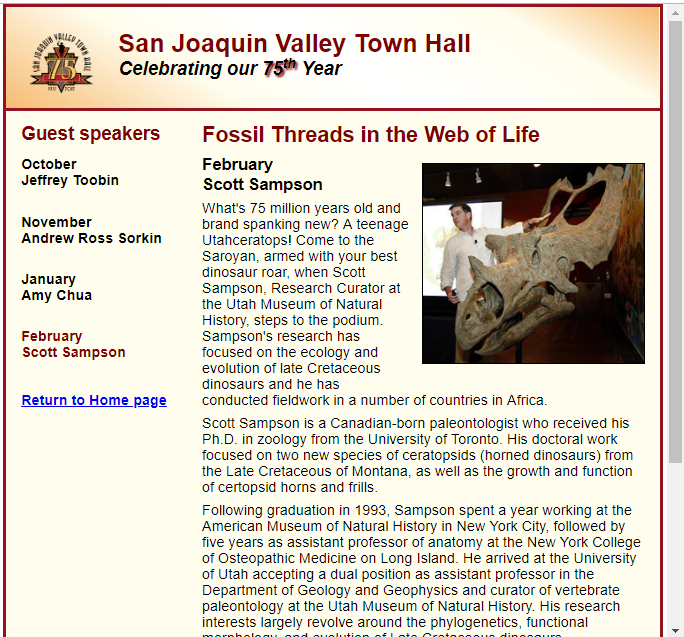 SAN JOAQUIN VALLEY TOWN HALL
75
San Joaquin Valley Town Hall
Celebrating our 75th Year
Guest speakers
October
Jeffrey Toobin
November
Andrew Ross Sorkin
January
Amy Chua
February
Scott Sampson
Return to Home page
Fossil Threads in the Web of Life
February
Scott Sampson
What's 75 million years old and
brand spanking new? A teenage
Utahceratops! Come to the
Saroyan, armed with your best
dinosaur roar, when Scott
Sampson, Research Curator at
the Utah Museum of Natural
History, steps to the podium.
Sampson's research has
focused on the ecology and
evolution of late Cretaceous
dinosaurs and he has
conducted fieldwork in a number of countries in Africa.
Scott Sampson is a Canadian-born paleontologist who received his
Ph.D. in zoology from the University of Toronto. His doctoral work
focused on two new species of ceratopsids (horned dinosaurs) from
the Late Cretaceous of Montana, as well as the growth and function
of certopsid horns and frills.
Following graduation in 1993, Sampson spent a year working at the
American Museum of Natural History in New York City, followed by
five years as assistant professor of anatomy at the New York College
of Osteopathic Medicine on Long Island. He arrived at the University
of Utah accepting a dual position as assistant professor in the
Department of Geology and Geophysics and curator of vertebrate
paleontology at the Utah Museum of Natural History. His research
interests largely revolve around the phylogenetics, functional
morphology, and evolution of Late Cretaceous dinosaurs.